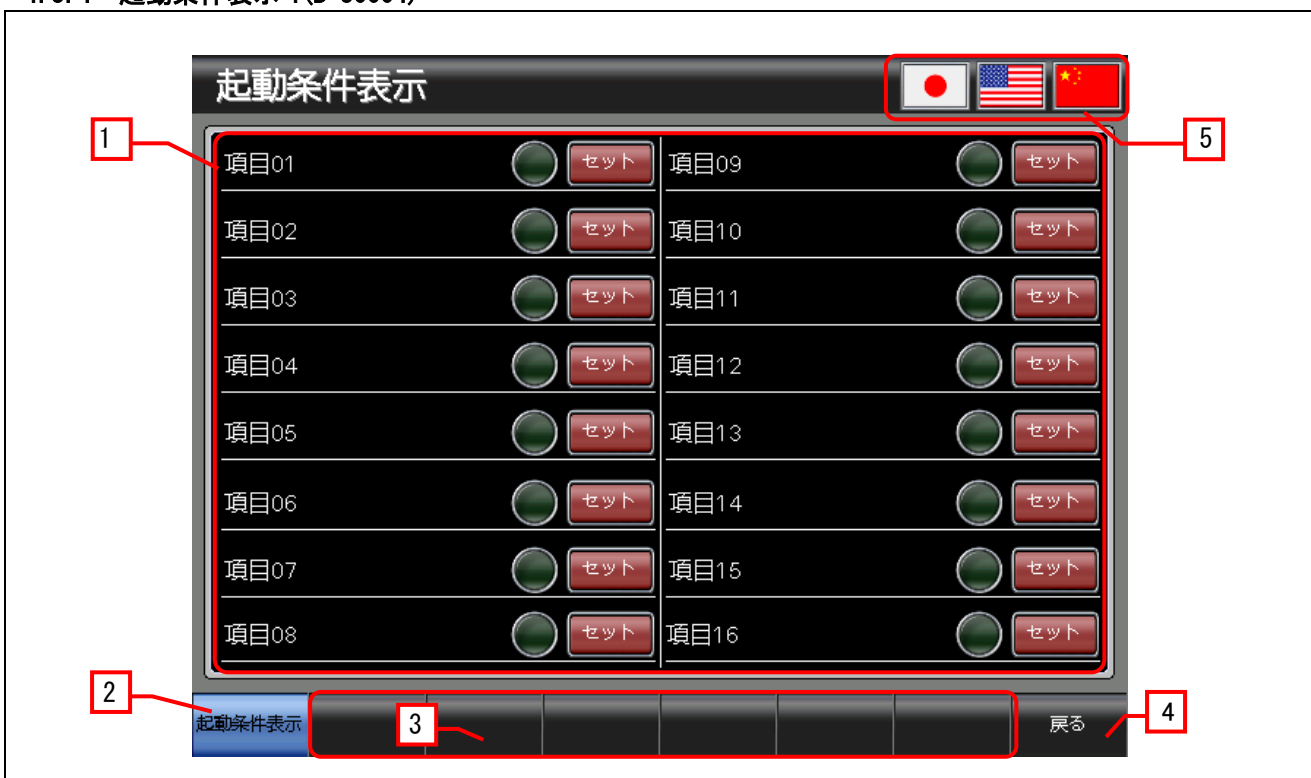 起動条件表示
1
5
項目01 セット 項目09 セット
項目02 セット 項目10 セット
項目03 セット 項目11 セット
項目04 セット 項目12 セット
項目05 セット 項目13 セット
項目06 セット 項目14 セット
項目07 セット 項目15 セット
項目08 セット 項目16 セット
2
起動条件表示
3
戻る
4